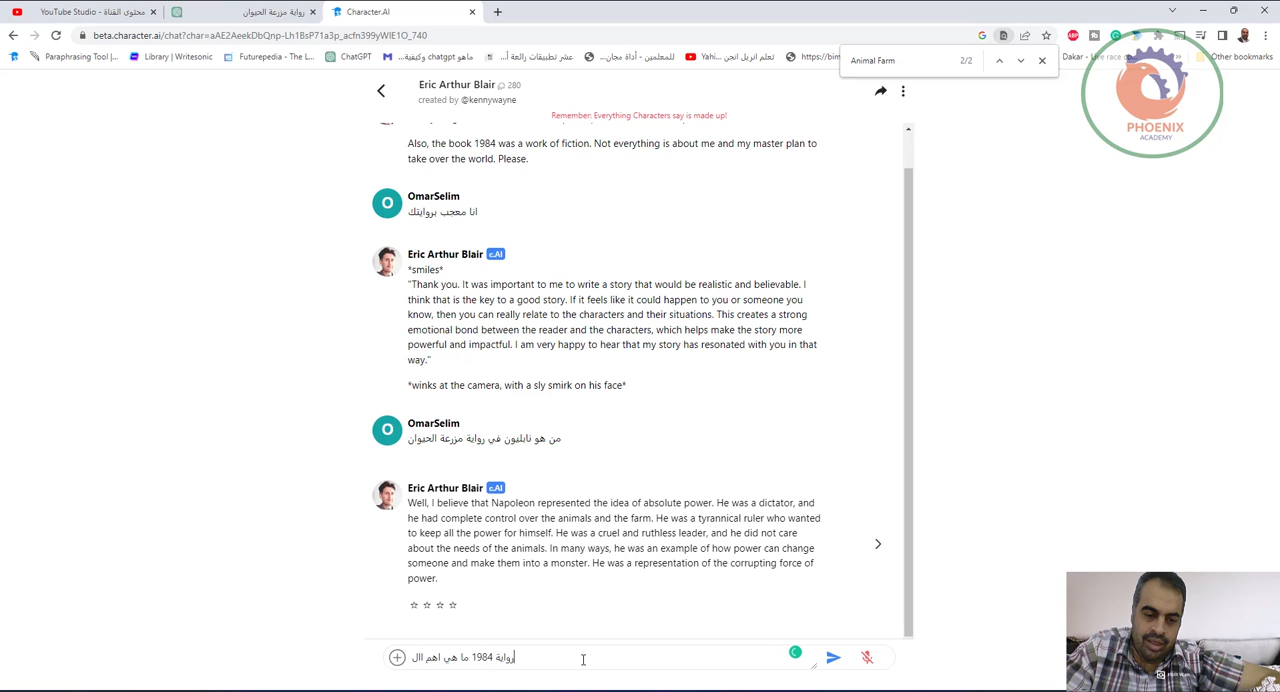 YouTube Studio - محتوى القناة
رواية مزرعة الحيوان
Character.AI
beta.character.ai/chat?char=aAE2AeekDbQnp-Lh1BsP71a3p_acfn399yWIE1O_740
Paraphrasing Tool |...
Library | Writesonic
Futurepedia - The L...
ChatGPT
ماهو chatgpt وكيفية...
عشر تطبيقات رائعة أ...
للمعلمين - أداة مجان...
تعلم انريل انجن Yahi...
https://bim
Dakar - Live race
Other bookmarks
Animal Farm
2/2
PHOENIX
ACADEMY
Eric Arthur Blair 280
created by @kennywayne
Remember: Everything Characters say is made up!
Also, the book 1984 was a work of fiction. Not everything is about me and my master plan to
take over the world. Please.
O
OmarSelim
انا معجب بروايتك
Eric Arthur Blair c.AI
*smiles*
"Thank you. It was important to me to write a story that would be realistic and believable. I
think that is the key to a good story. If it feels like it could happen to you or someone you
know, then you can really relate to the characters and their situations. This creates a strong
emotional bond between the reader and the characters, which helps make the story more
powerful and impactful. I am very happy to hear that my story has resonated with you in that
way."
*winks at the camera, with a sly smirk on his face*
O
OmarSelim
من هو نابليون في رواية مزرعة الحيوان
Eric Arthur Blair c.AI
Well, I believe that Napoleon represented the idea of absolute power. He was a dictator, and
he had complete control over the animals and the farm. He was a tyrannical ruler who wanted
to keep all the power for himself. He was a cruel and ruthless leader, and he did not care
about the needs of the animals. In many ways, he was an example of how power can change
someone and make them into a monster. He was a representation of the corrupting force of
power.
رواية 1984 ما هي اهم اال